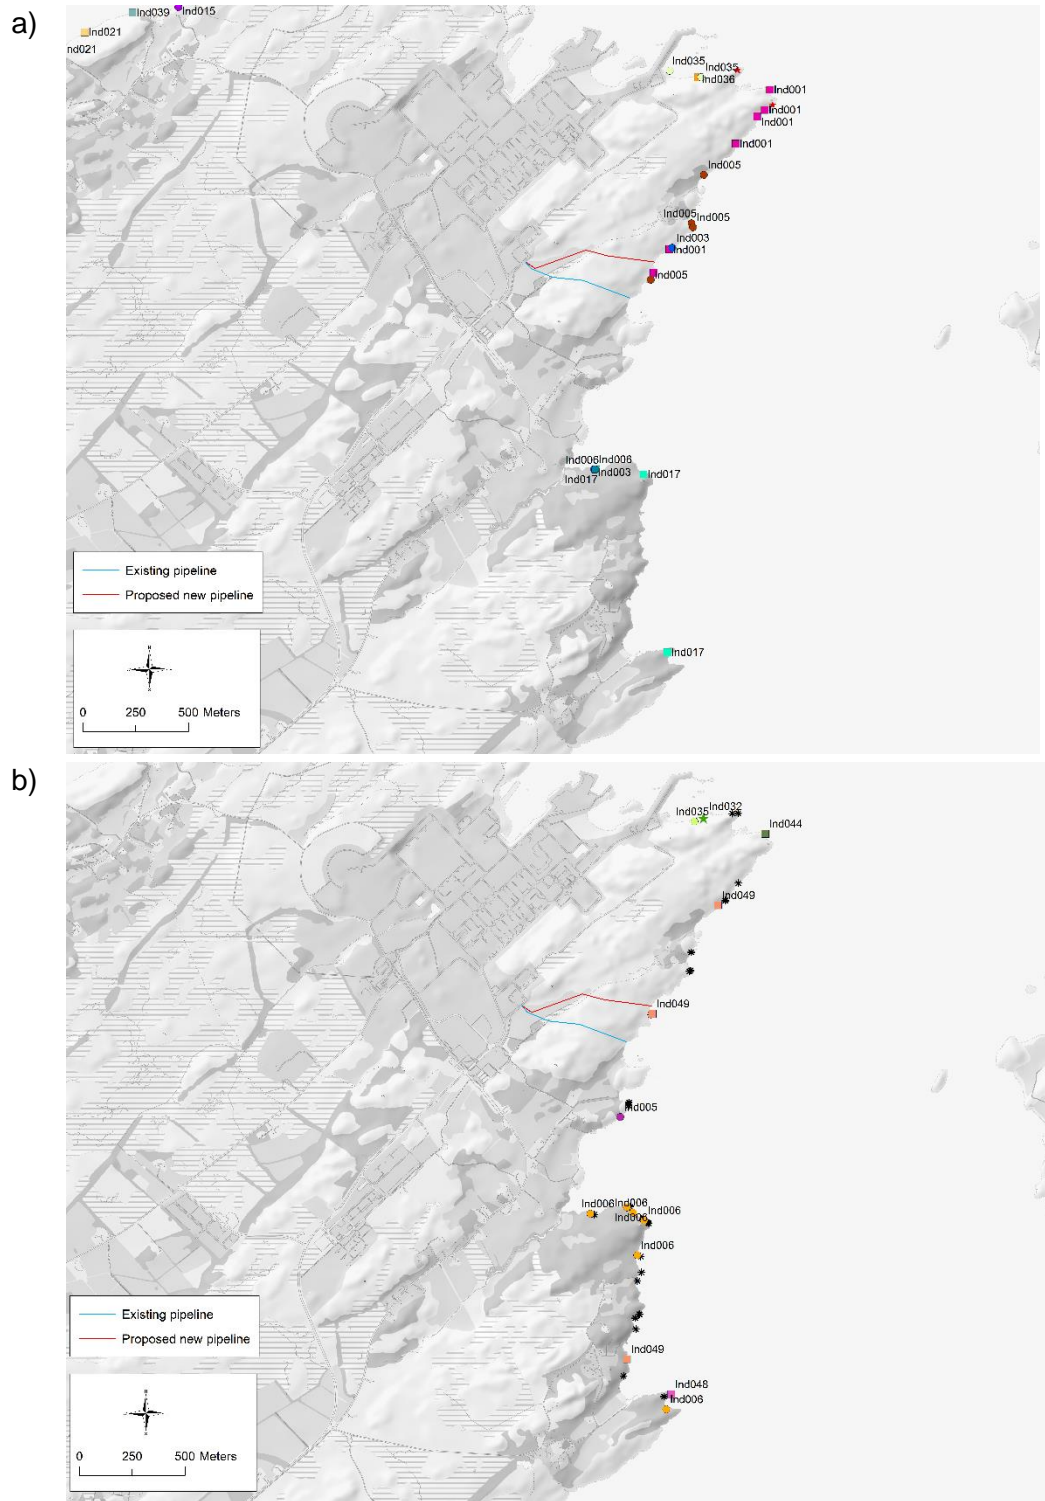 a)
Ind039
Ind015
Ind021
nd021
Ind035
Ind035
Ind036
Ind001
Ind001
Ind001
Ind001
Ind005
Ind005
Ind005
Ind003
Ind001
Ind005
Ind006
Ind006
Ind003
Ind017
Ind017
Existing pipeline
Proposed new pipeline
Ind017
0 250 500 Meters
b)
Ind035
Ind032
Ind044
Ind049
Ind049
Ind005
Ind006
Ind006
Ind006
Ind006
Ind006
Existing pipeline
Proposed new pipeline
Ind049
Ind048
Ind006
0 250 500 Meters